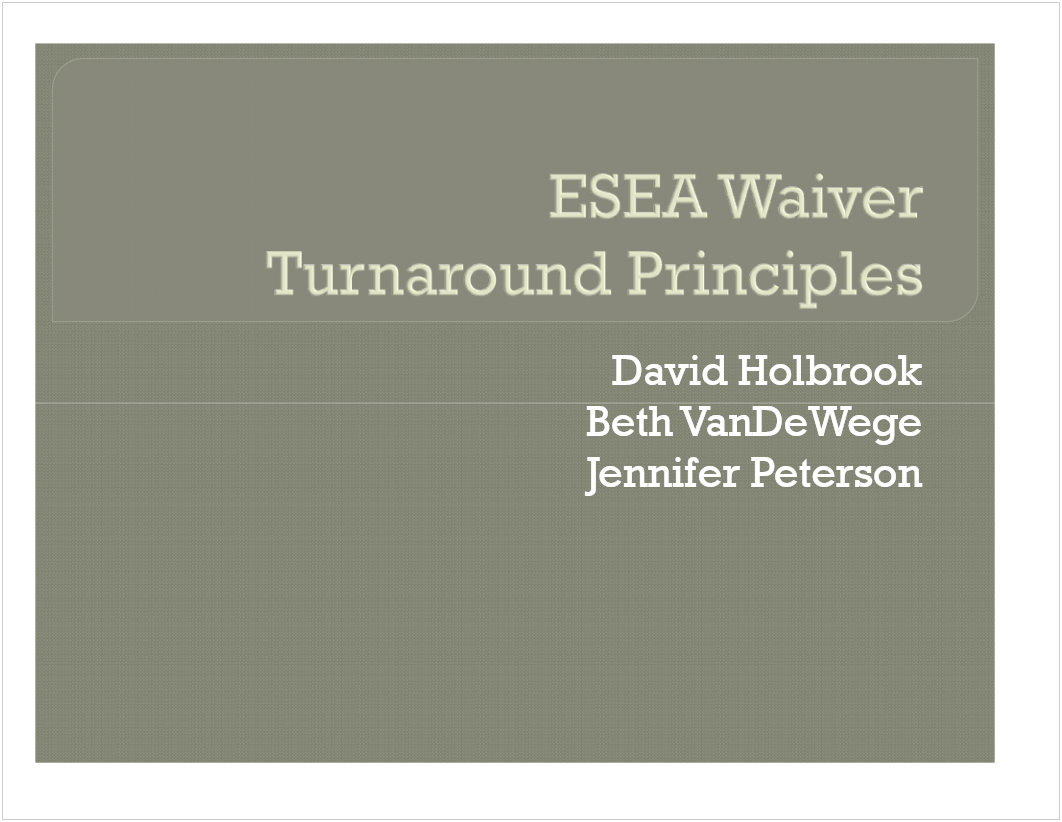 ESEA Waiver
Turnaround Principles
David Holbrook
Beth VanDeWege
Jennifer Peterson